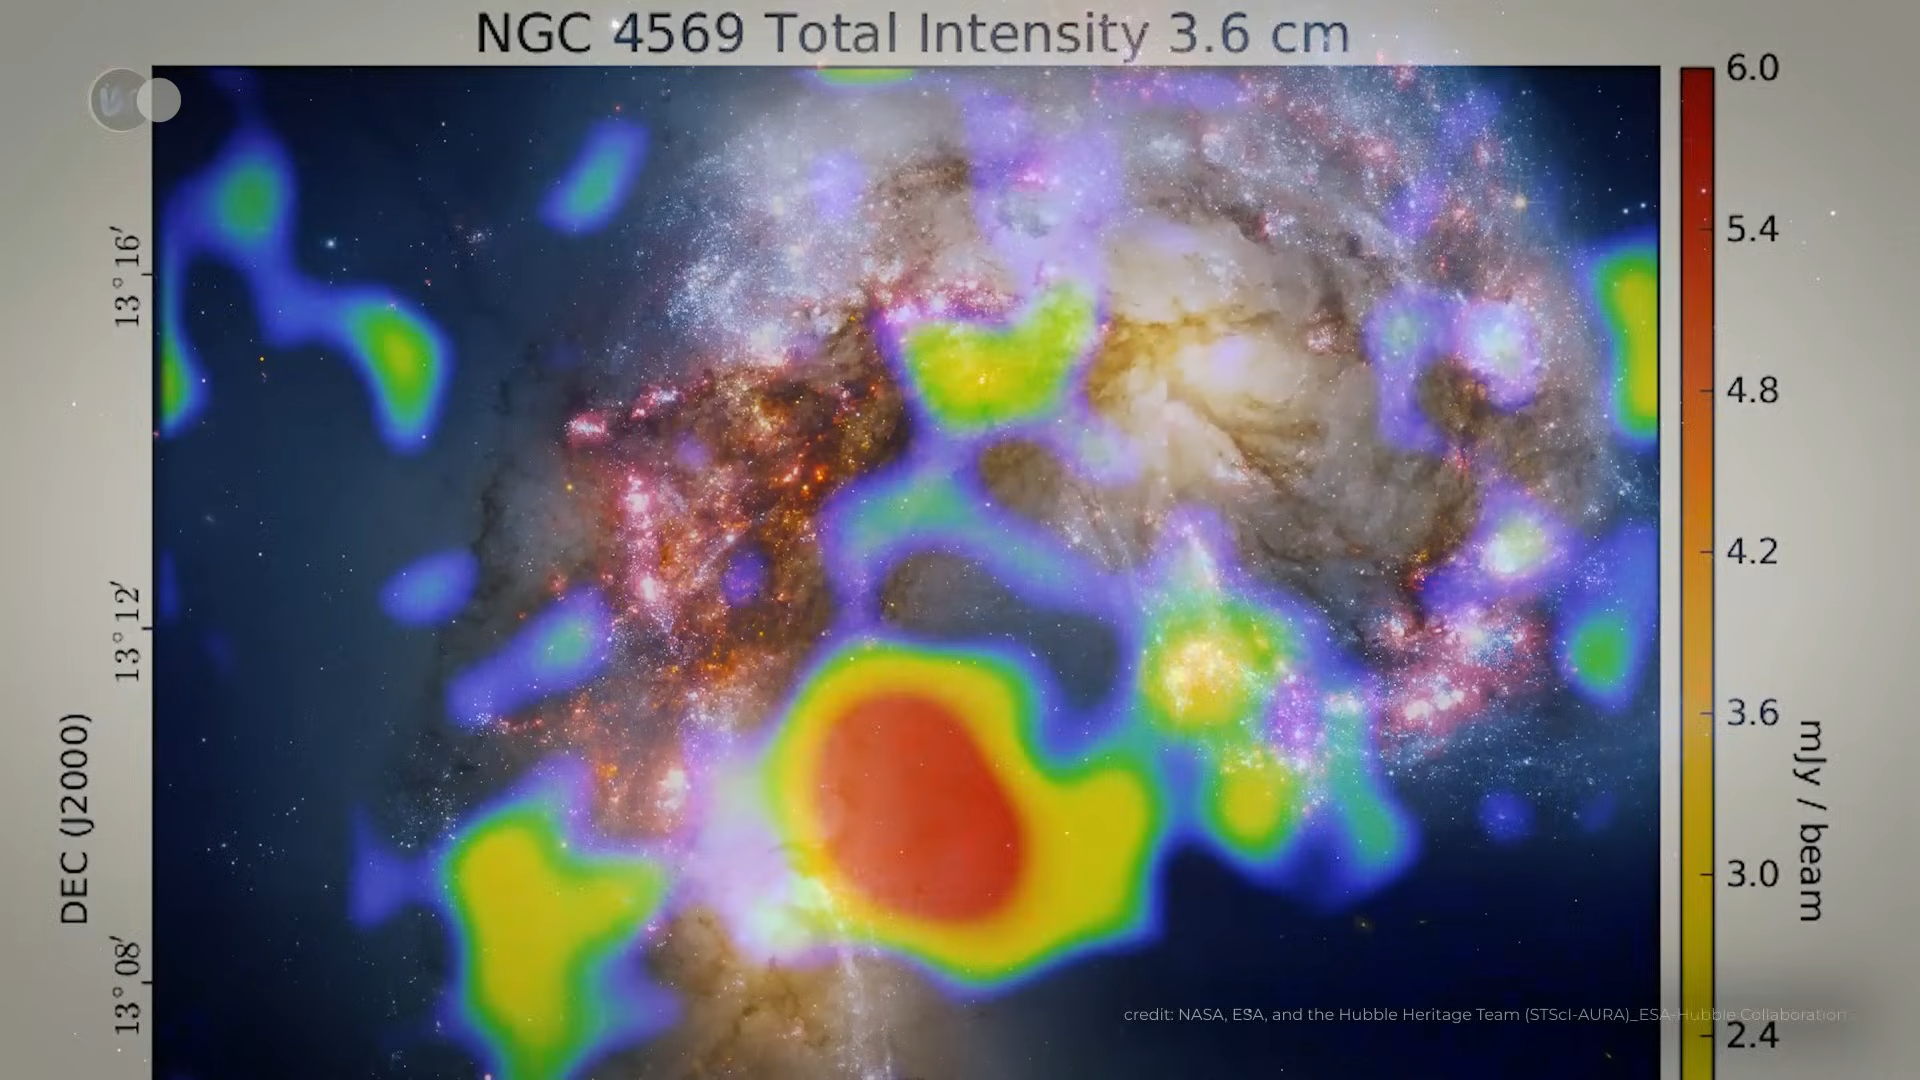 NGC 4569 Total Intensity 3.6 cm
6.0
5.4
4.8
4.2
3.6
3.0
2.4
mJy / beam
13° 16′
13° 12′
13° 08′
DEC (J2000)
credit: NASA, ESA, and the Hubble Heritage Team (STScI-AURA)_ESA-Hubble Collaboration